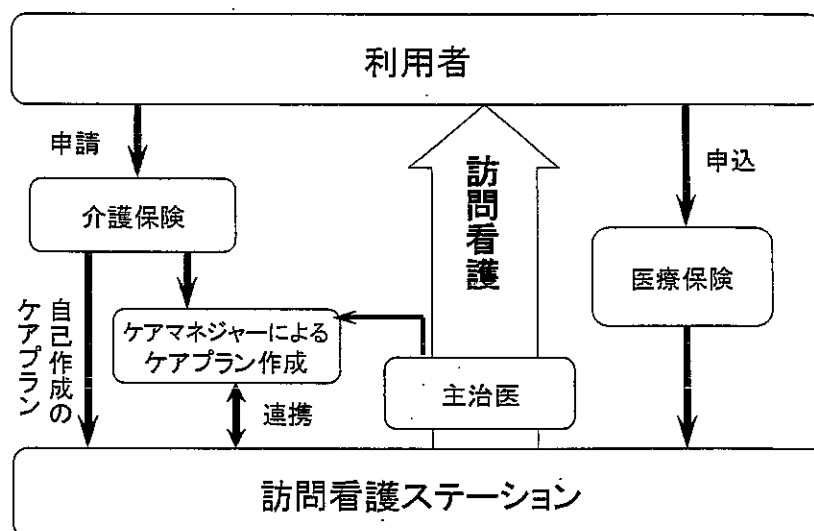 利用者
申請
訪問看護
申込
介護保険
医療保険
自己作成の
ケアプラン
ケアマネジャーによる
ケアプラン作成
主治医
連携
訪問看護ステーション